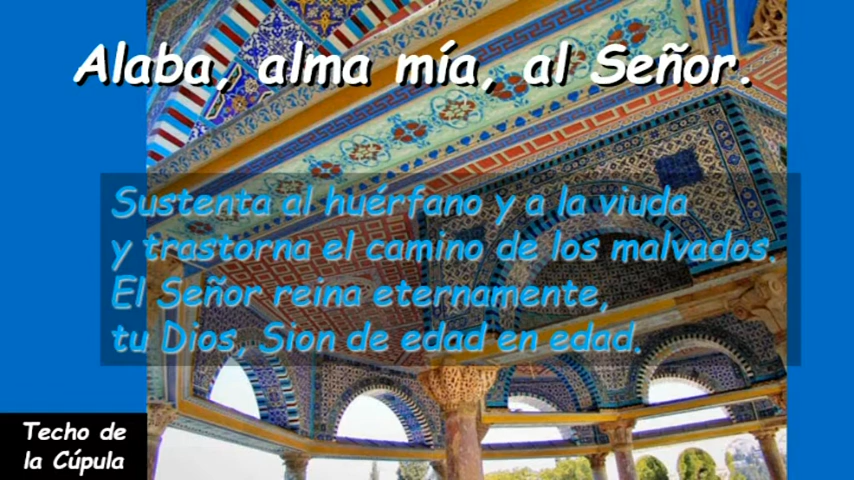 Alaba, alma mía, al Señor.
Sustenta al huérfano y a la viuda
y trastorna el camino de los malvados.
El Señor reina eternamente,
tu Dios, Sion de edad en edad.
Techo de
la Cúpula